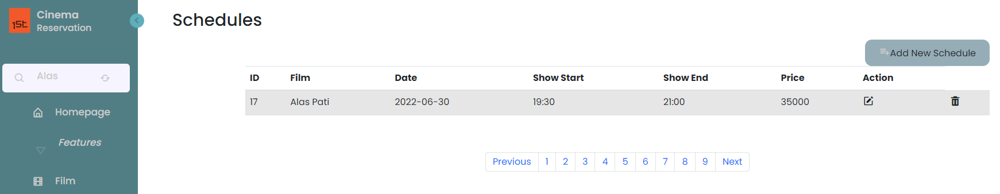 1St
Cinema
Reservation
Alas
Homepage
Features
Film
Schedules
Add New Schedule
ID Film Date Show Start Show End Price Action
17 Alas Pati 2022-06-30 19:30 21:00 35000
Previous 1 2 3 4 5 6 7 8 9 Next